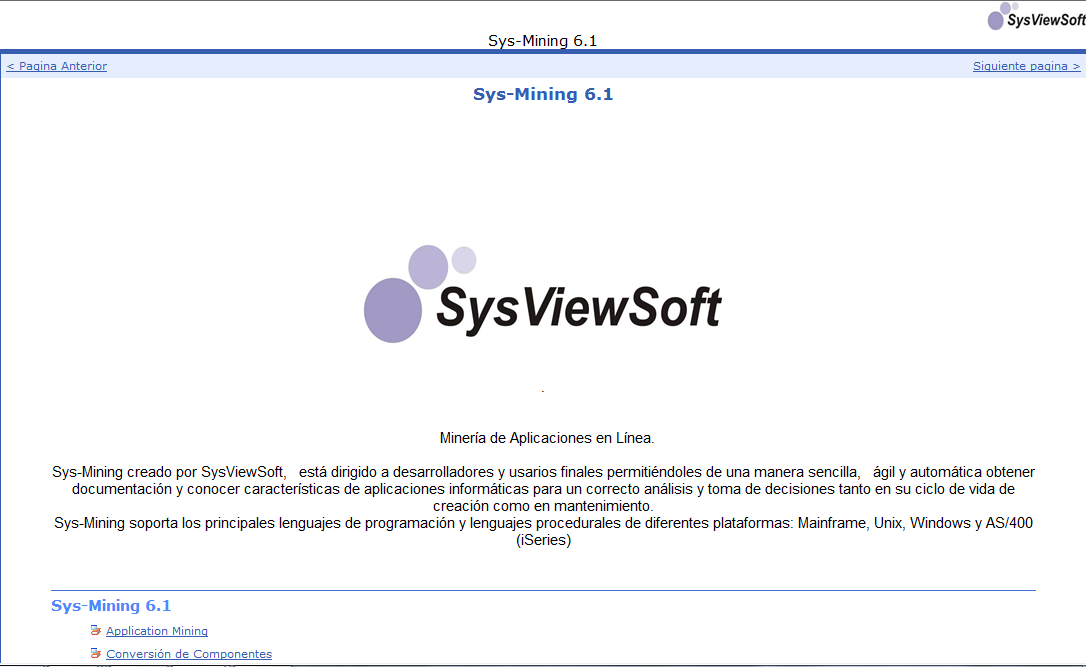 SysViewSoft
Sys-Mining 6.1
< Pagina Anterior
Siguiente pagina >
Sys-Mining 6.1
SysViewSoft
.
Minería de Aplicaciones en Línea.
Sys-Mining creado por SysViewSoft,   está dirigido a desarrolladores y usarios finales permitiéndoles de una manera sencilla,   ágil y automática obtener
documentación y conocer características de aplicaciones informáticas para un correcto análisis y toma de decisiones tanto en su ciclo de vida de
creación como en mantenimiento.
Sys-Mining soporta los principales lenguajes de programación y lenguajes procedurales de diferentes plataformas: Mainframe, Unix, Windows y AS/400
(iSeries)
Sys-Mining 6.1
Application Mining
Conversión de Componentes